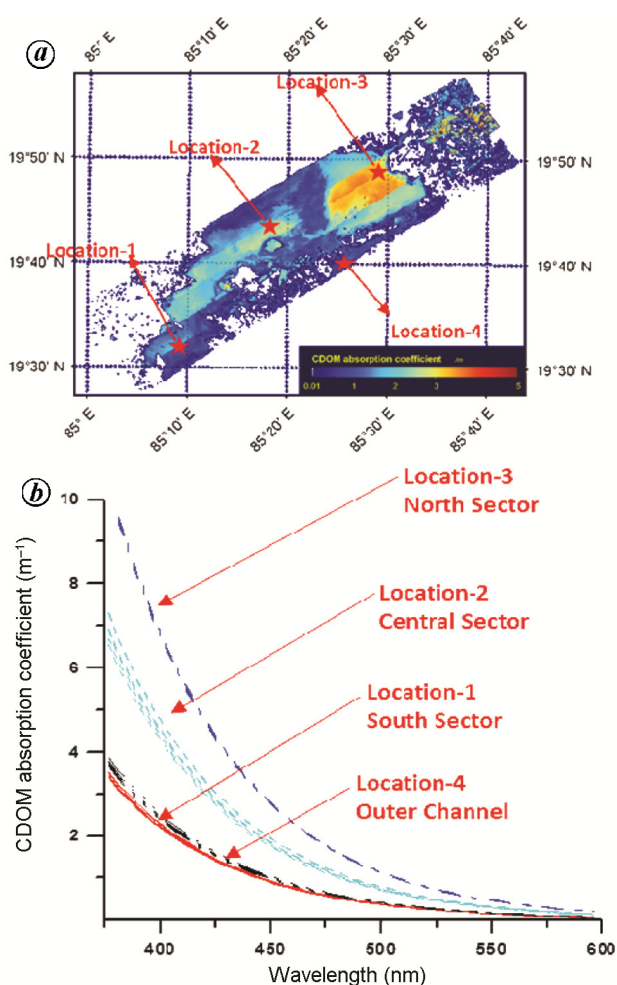 a
85° E
85°10' E
85°20' E
85°30' E
85°40' E
Location-3
Location-2
19°50' N
19°50' N
Location-1
19°40' N
19°40' N
Location-4
19°30' N
CDOM absorption coefficient
0.01 1 2 3 4 5
19°30' N
85° E
85°10' E
85°20' E
85°30' E
85°40' E
b
10
8
6
4
2
CDOM absorption coefficient (m⁻¹)
Location-3
North Sector
Location-2
Central Sector
Location-1
South Sector
Location-4
Outer Channel
400 450 500 550 600
Wavelength (nm)